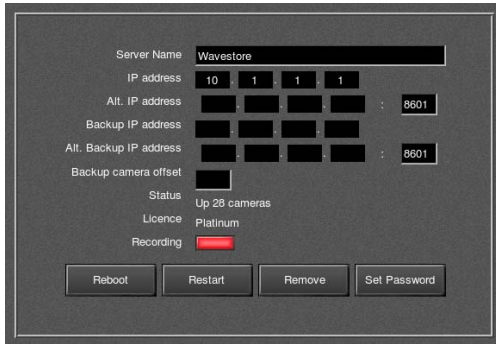 Server Name Wavestore
IP address 10 . 1 . 1 . 1
Alt. IP address . . . : 8601
Backup IP address . . .
Alt. Backup IP address . . . : 8601
Backup camera offset
Status Up 28 cameras
Licence Platinum
Recording
Reboot Restart Remove Set Password